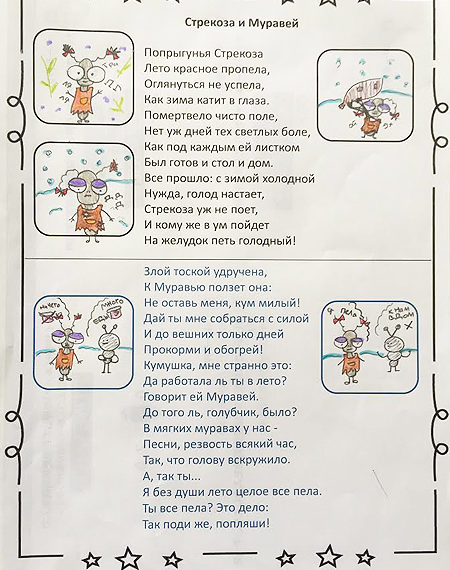 Стрекоза и Муравей
Попрыгунья Стрекоза
Лето красное пропела,
Оглянуться не успела,
Как зима катит в глаза.
Помертвело чисто поле,
Нет уж дней тех светлых боле,
Как под каждым ей листком
Был готов и стол и дом.
Все прошло: с зимой холодной
Нужда, голод настает,
Стрекоза уж не поет,
И кому же в ум пойдет
На желудок петь голодный!
Злой тоской удручена,
К Муравью ползет она:
Не оставь меня, кум милый!
Дай ты мне собраться с силой
И до вешних только дней
Прокорми и обогрей!
Кумушка, мне странно это:
Да работала ль ты в лето?
Говорит ей Муравей.
До того ль, голубчик, было?
В мягких муравах у нас -
Песни, резвость всякий час,
Так, что голову вскружило.
А, так ты...
Я без души лето целое все пела.
Ты все пела? Это дело:
Так поди же, попляши!
много
Я пела